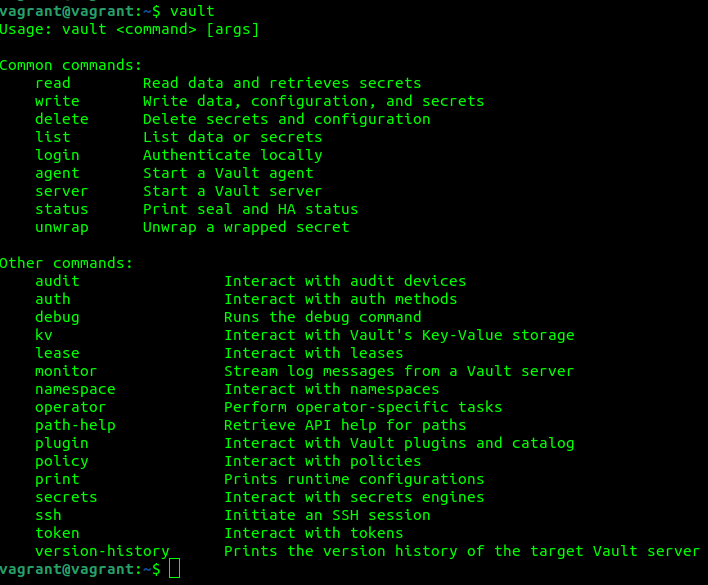 vagrant@vagrant:~$ vault
Usage: vault <command> [args]

Common commands:
    read        Read data and retrieves secrets
    write       Write data, configuration, and secrets
    delete      Delete secrets and configuration
    list        List data or secrets
    login       Authenticate locally
    agent       Start a Vault agent
    server      Start a Vault server
    status      Print seal and HA status
    unwrap      Unwrap a wrapped secret

Other commands:
    audit                Interact with audit devices
    auth                 Interact with auth methods
    debug                Runs the debug command
    kv                   Interact with Vault's Key-Value storage
    lease                Interact with leases
    monitor              Stream log messages from a Vault server
    namespace            Interact with namespaces
    operator             Perform operator-specific tasks
    path-help            Retrieve API help for paths
    plugin               Interact with Vault plugins and catalog
    policy               Interact with policies
    print                Prints runtime configurations
    secrets              Interact with secrets engines
    ssh                  Initiate an SSH session
    token                Interact with tokens
    version-history      Prints the version history of the target Vault server
vagrant@vagrant:~$